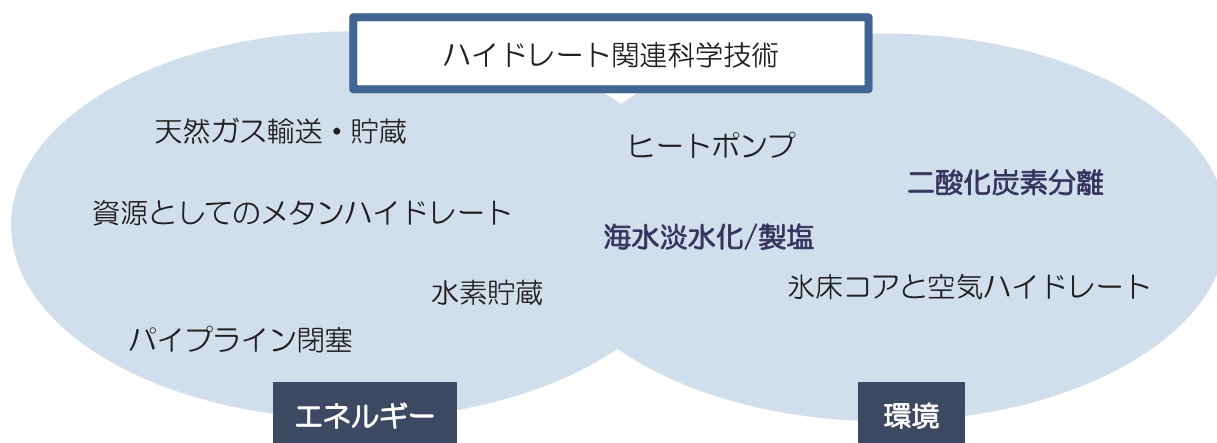 ハイドレート関連科学技術
天然ガス輸送・貯蔵
ヒートポンプ
二酸化炭素分離
資源としてのメタンハイドレート
海水淡水化/製塩
水素貯蔵
氷床コアと空気ハイドレート
パイプライン閉塞
エネルギー
環境